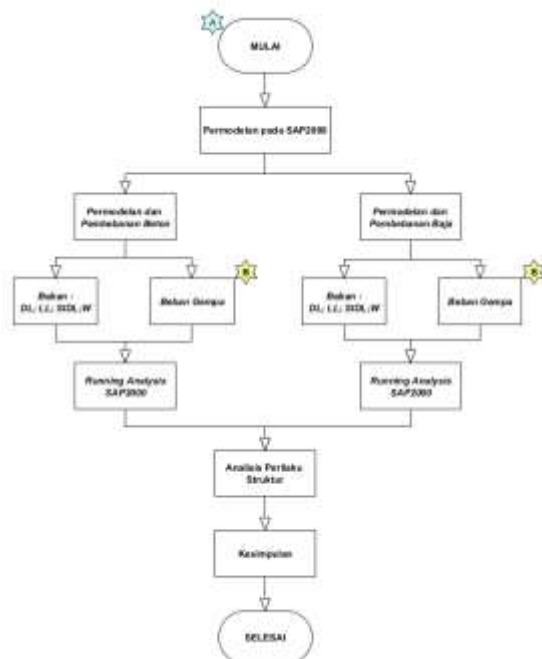 A
MULAI
Permodelan pada SAP2000
Permodelan dan
Pembebanan Beton
Permodelan dan
Pembebanan Baja
Beban :
DL; LL; SIDL;W
B
Beban Gempa
Beban :
DL; LL; SIDL;W
B
Beban Gempa
Running Analysis
SAP2000
Running Analysis
SAP2000
Analisis Perilaku
Struktur
Kesimpulan
SELESAI